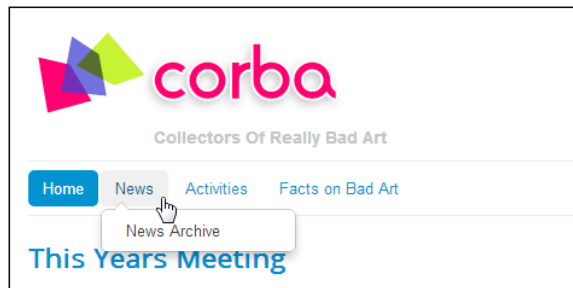 corba
Collectors Of Really Bad Art
Home News Activities Facts on Bad Art
News Archive
This Years Meeting